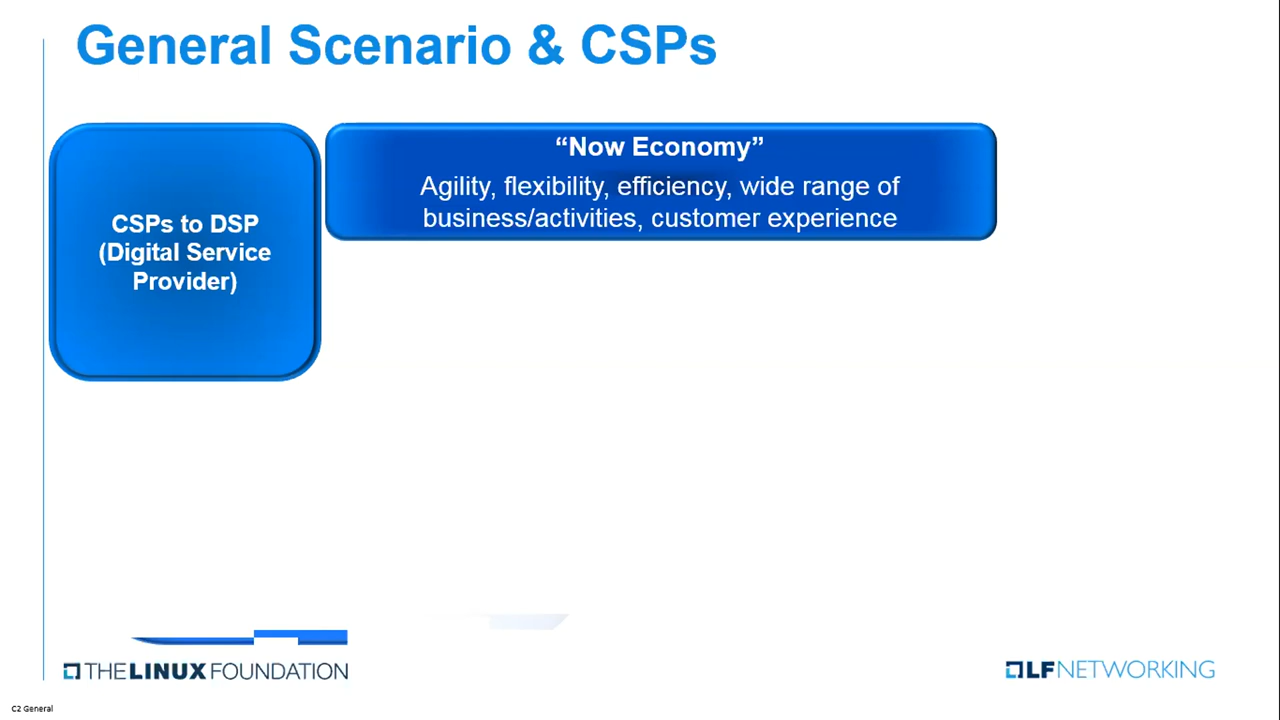 General Scenario & CSPs
CSPs to DSP
(Digital Service
Provider)
“Now Economy”
Agility, flexibility, efficiency, wide range of
business/activities, customer experience
THE LINUX FOUNDATION
LF NETWORKING
C2 General